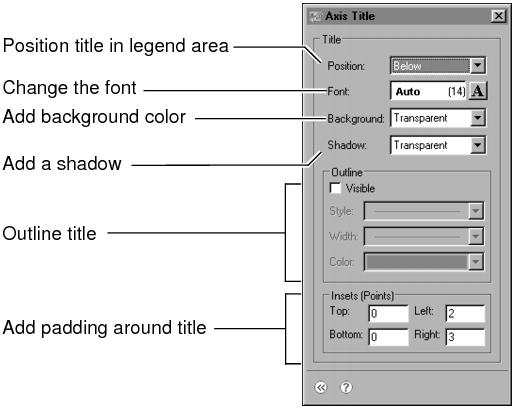 Axis Title
Title
Position title in legend area
Position: Below
Change the font
Font: Auto (14) A
Add background color
Background: Transparent
Add a shadow
Shadow: Transparent
Outline
Visible
Outline title
Style:
Width:
Color:
Insets (Points)
Top: 0 Left: 2
Add padding around title
Bottom: 0 Right: 3
?